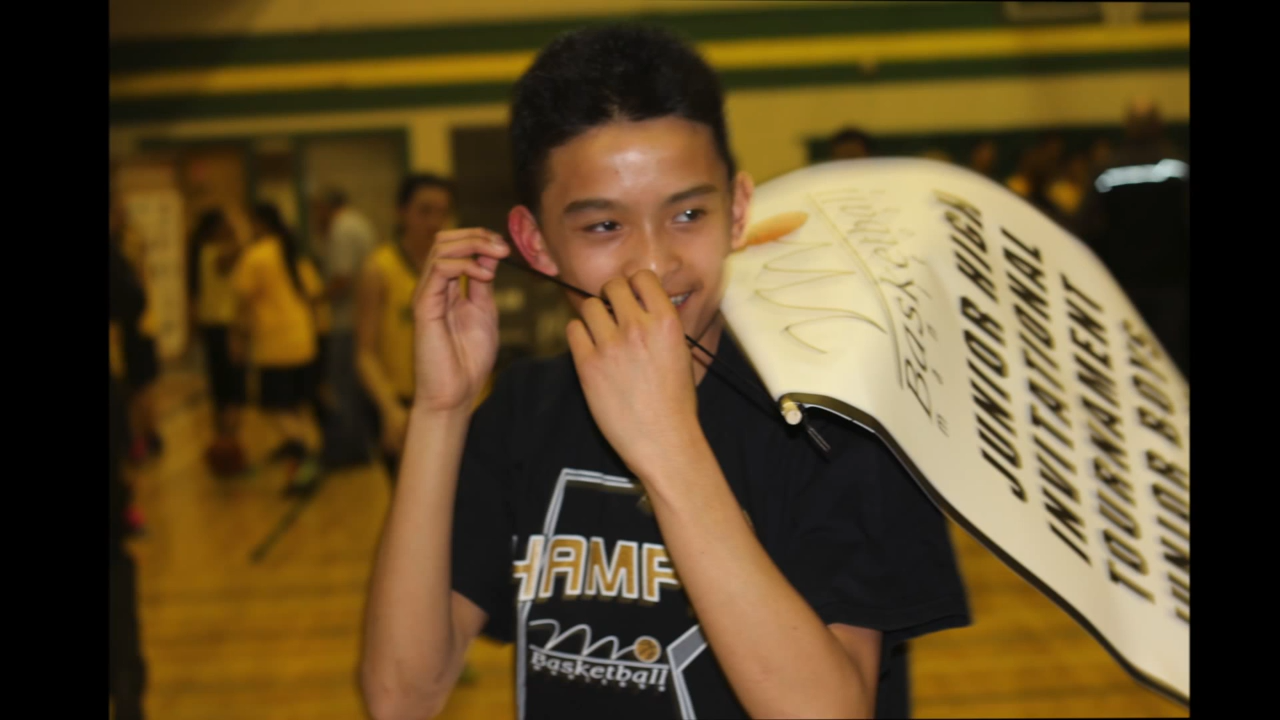 Basketball
JUNIOR HIGH
INVITATIONAL
TOURNAMENT
JUNIOR BOYS
HAMP
Basketball